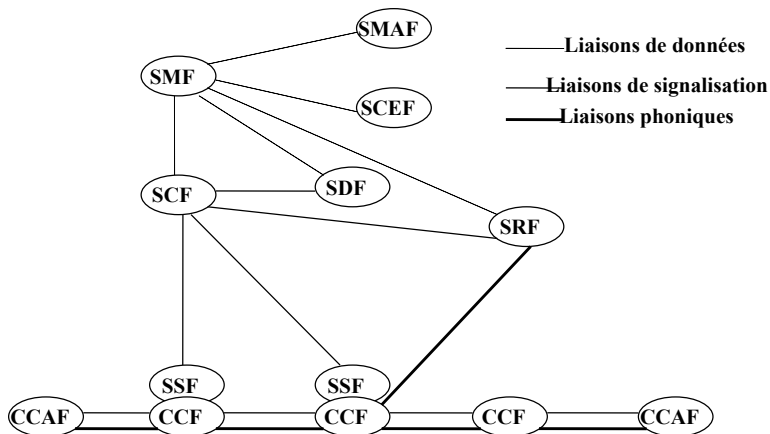 SMAF
Liaisons de données
SMF
Liaisons de signalisation
SCEF
Liaisons phoniques
SCF
SDF
SRF
SSF
SSF
CCAF
CCF
CCF
CCF
CCAF